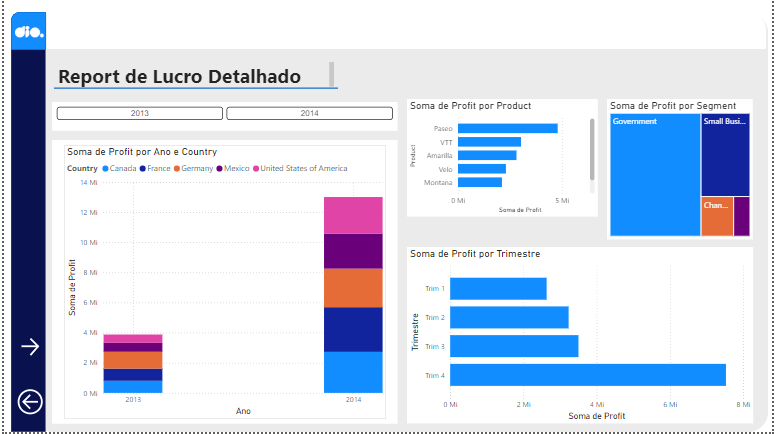 dio.
Report de Lucro Detalhado
2013 2014
Soma de Profit por Ano e Country
Country Canada France Germany Mexico United States of America
14 Mi
12 Mi
10 Mi
8 Mi
6 Mi
4 Mi
2 Mi
0 Mi
Soma de Profit
2013 2014
Ano
Soma de Profit por Product
Product
Paseo
VTT
Amarilla
Velo
Montana
0 Mi 5 Mi
Soma de Profit
Soma de Profit por Segment
Government
Small Busi...
Chan...
Soma de Profit por Trimestre
Trimestre
Trim 1
Trim 2
Trim 3
Trim 4
0 Mi 2 Mi 4 Mi 6 Mi 8 Mi
Soma de Profit